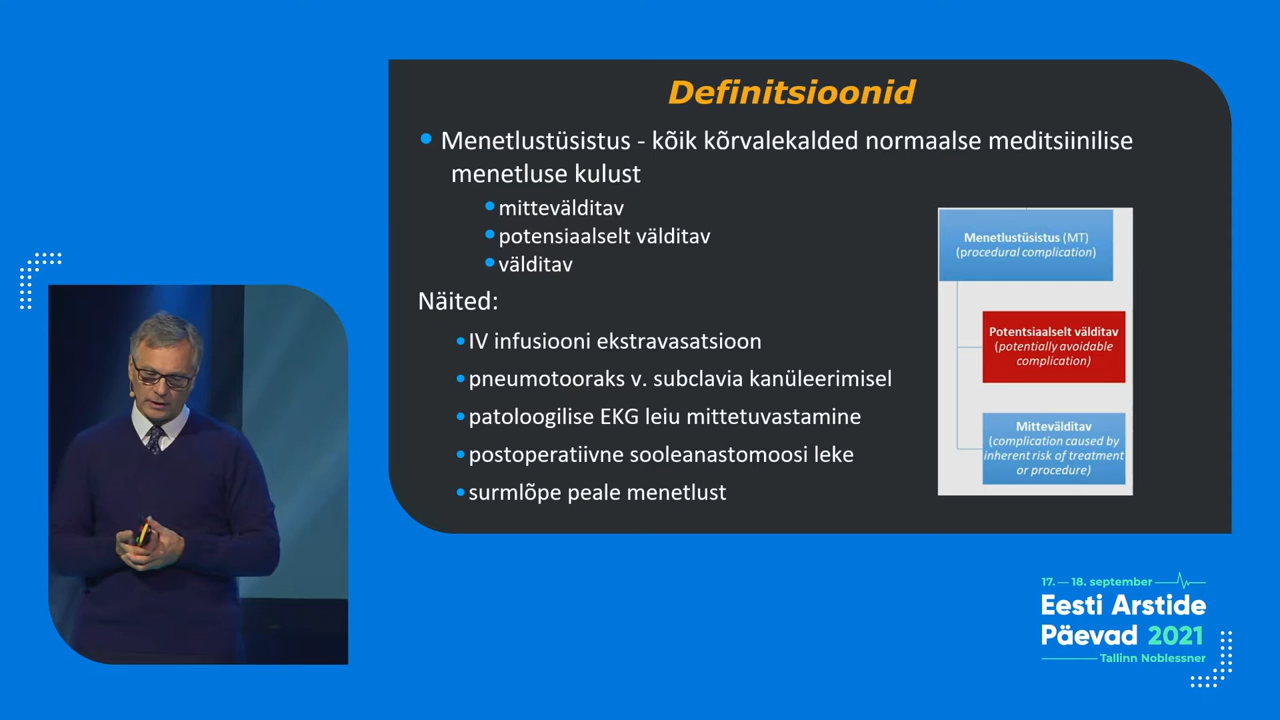 Definitsioonid
Menetlustüsistus - kõik kõrvalekalded normaalse meditsiinilise
menetluse kulust
mittevälditav
potensiaalselt välditav
välditav
Näited:
IV infusiooni ekstravasatsioon
pneumotooraks v. subclavia kanüleerimisel
patoloogilise EKG leiu mittetuvastamine
postoperatiivne sooleanastomoosi leke
surmlõpe peale menetlust
Menetlustüsistus (MT)
(procedural complication)
Potentsiaalselt välditav
(potentially avoidable
complication)
Mittevälditav
(complication caused by
inherent risk of treatment
or procedure)
17.—18. september
Eesti Arstide
Päevad 2021
Tallinn Noblessner